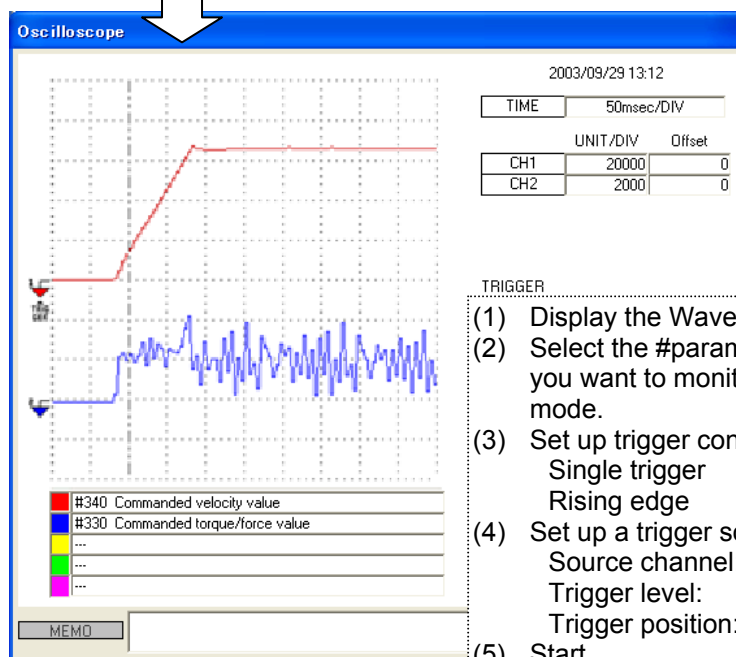 Oscilloscope
2003/09/29 13:12
TIME 50msec/DIV
UNIT/DIV Offset
CH1 20000 0
CH2 2000 0
TRIGGER
(1) Display the Wave
(2) Select the #param
you want to monit
mode.
(3) Set up trigger con
Single trigger
Rising edge
(4) Set up a trigger so
Source channel
Trigger level:
Trigger position:
(5) Start
#340 Commanded velocity value
#330 Commanded torque/force value
---
---
---
MEMO